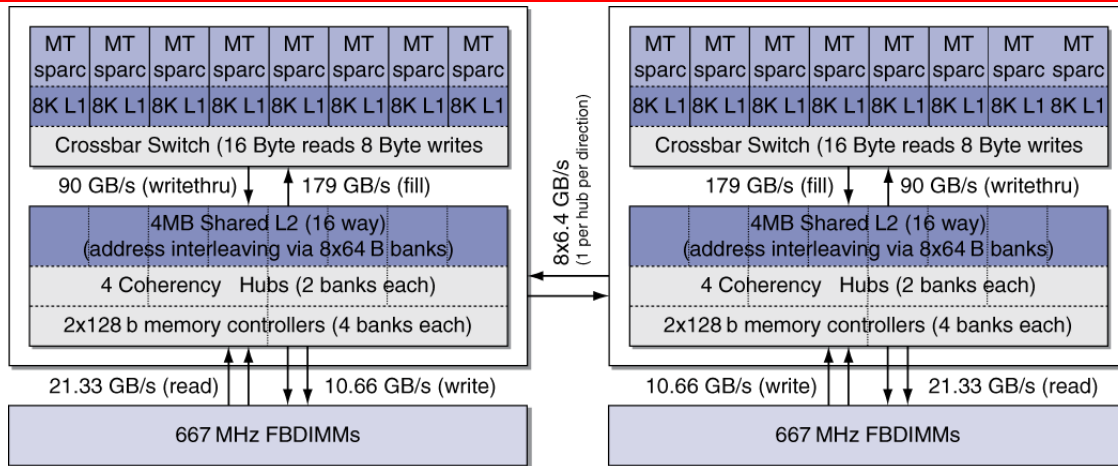 MT MT MT MT MT MT MT MT
sparc sparc sparc sparc sparc sparc sparc sparc
8K L1 8K L1 8K L1 8K L1 8K L1 8K L1 8K L1 8K L1
Crossbar Switch (16 Byte reads 8 Byte writes
90 GB/s (writethru) 179 GB/s (fill)
4MB Shared L2 (16 way)
(address interleaving via 8x64 B banks)
4 Coherency Hubs (2 banks each)
2x128 b memory controllers (4 banks each)
21.33 GB/s (read) 10.66 GB/s (write)
667 MHz FBDIMMs
8x6.4 GB/s
(1 per hub per direction)
MT MT MT MT MT MT MT MT
sparc sparc sparc sparc sparc sparc sparc sparc
8K L1 8K L1 8K L1 8K L1 8K L1 8K L1 8K L1 8K L1
Crossbar Switch (16 Byte reads 8 Byte writes
179 GB/s (fill) 90 GB/s (writethru)
4MB Shared L2 (16 way)
(address interleaving via 8x64 B banks)
4 Coherency Hubs (2 banks each)
2x128 b memory controllers (4 banks each)
10.66 GB/s (write) 21.33 GB/s (read)
667 MHz FBDIMMs